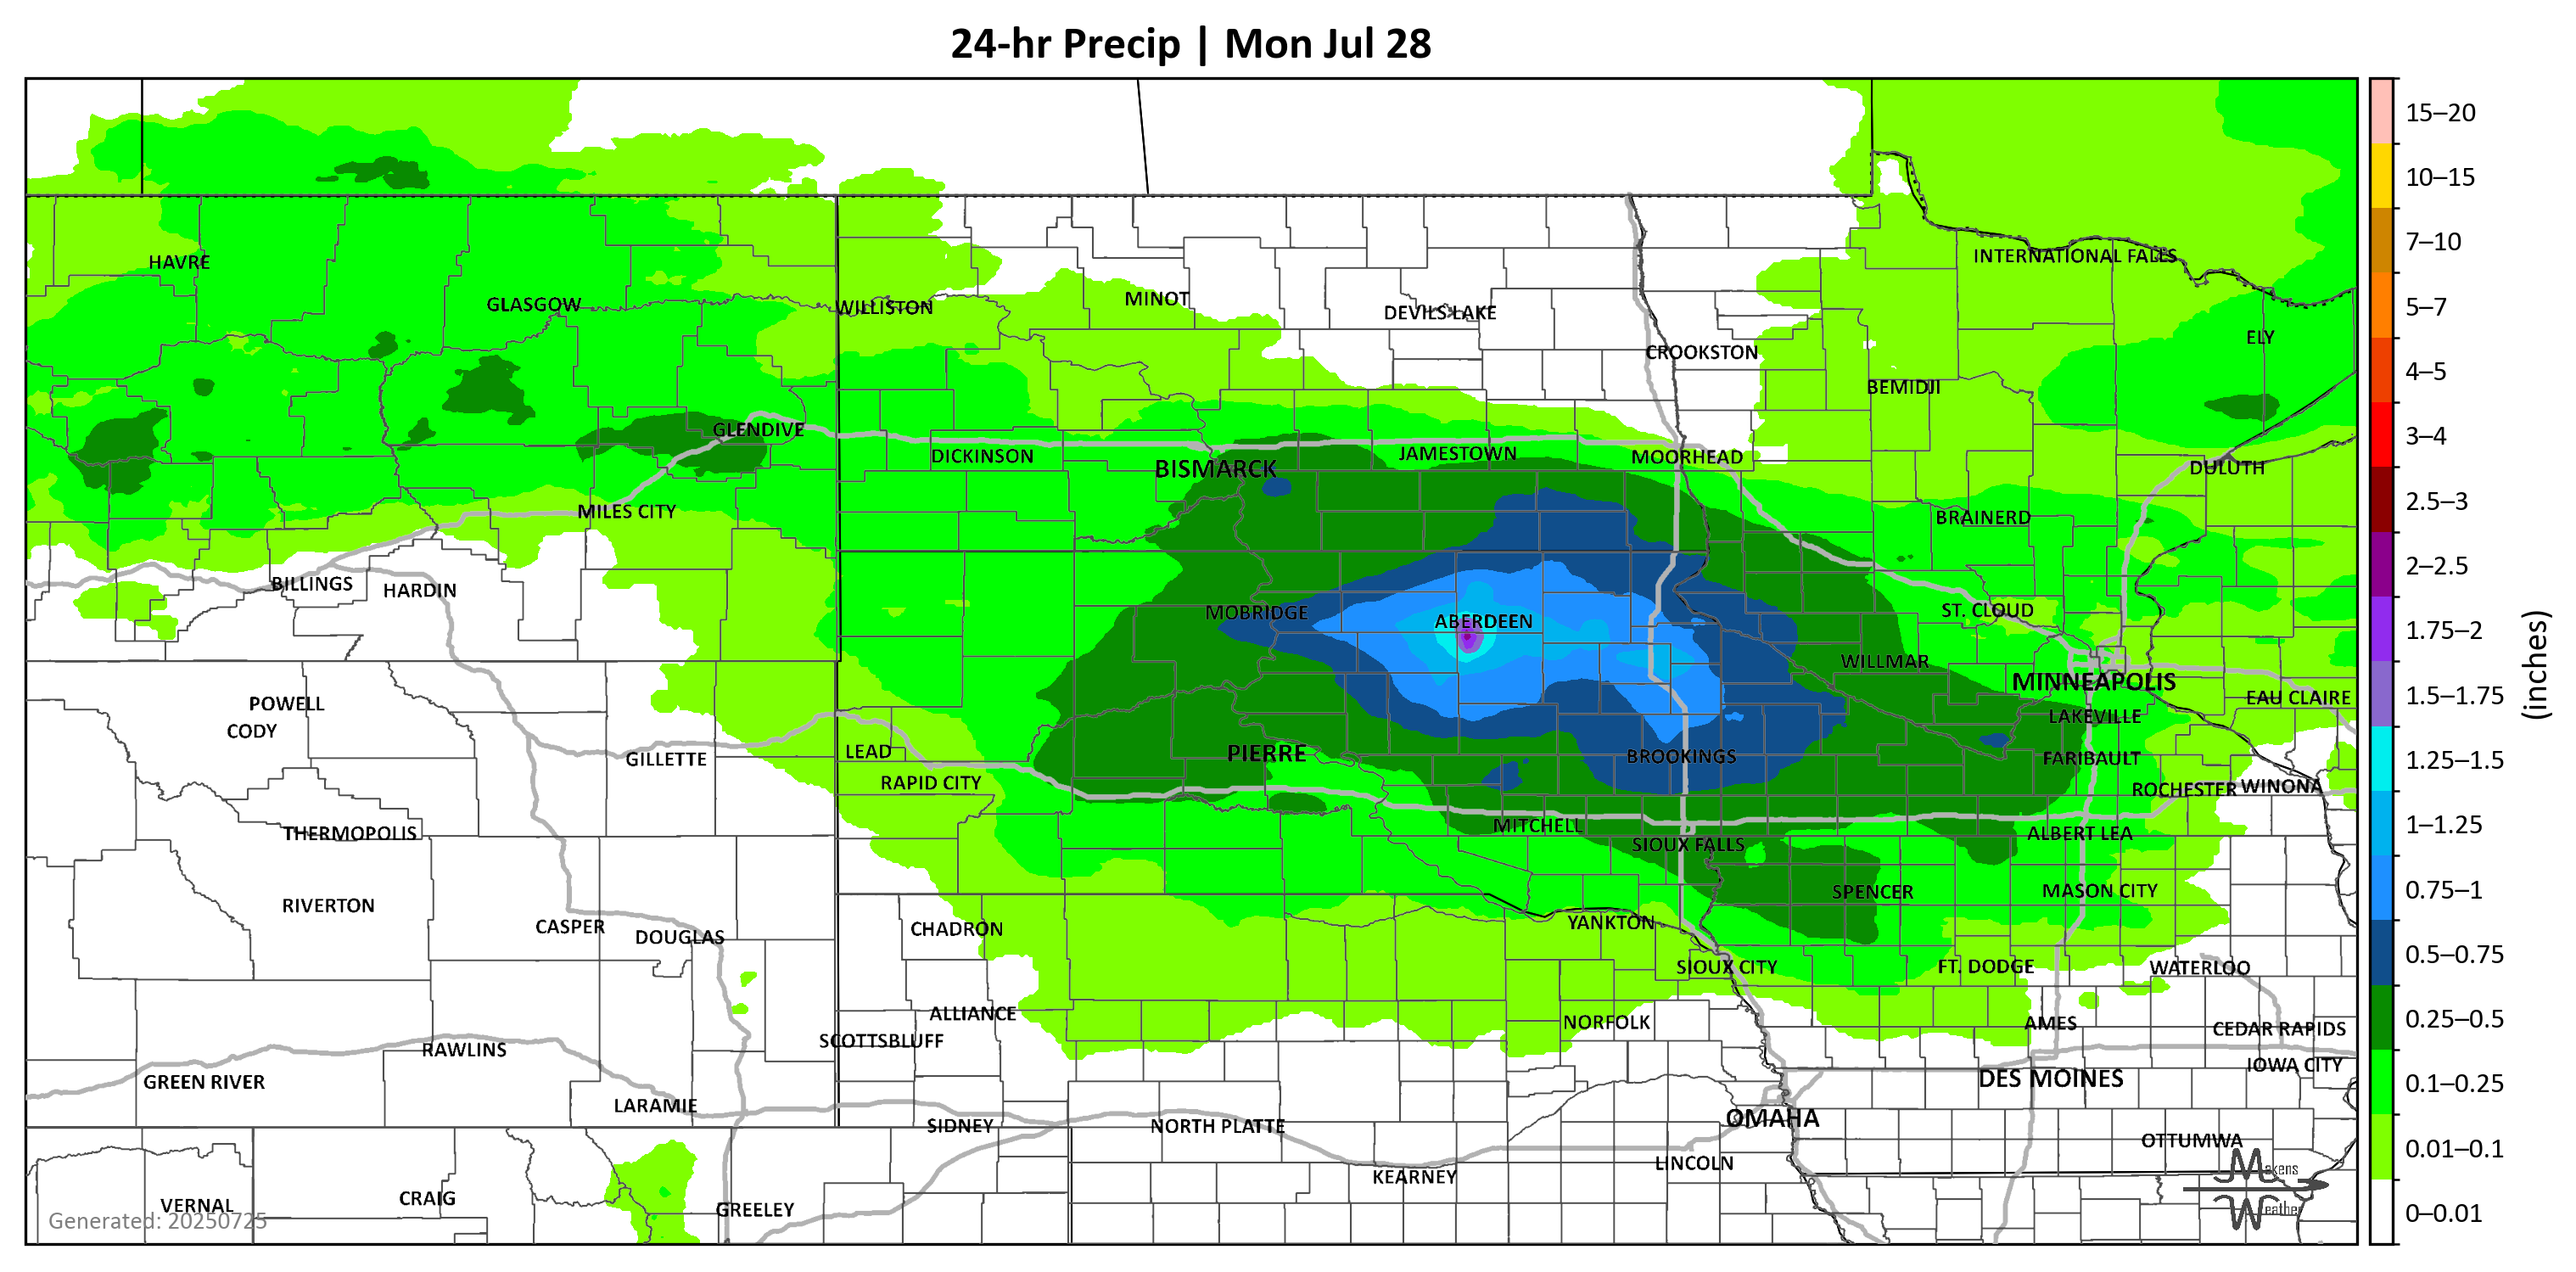 24-hr Precip | Mon Jul 28
15–20
10–15
7–10
5–7
4–5
3–4
2.5–3
2–2.5
1.75–2
1.5–1.75
1.25–1.5
1–1.25
0.75–1
0.5–0.75
0.25–0.5
0.1–0.25
0.01–0.1
0–0.01
(inches)
HAVRE
INTERNATIONAL FALLS
GLASGOW
WILLISTON
MINOT
DEVILS LAKE
ELY
CROOKSTON
BEMIDJI
GLENDIVE
DICKINSON
BISMARCK
JAMESTOWN
MOORHEAD
DULUTH
MILES CITY
BRAINERD
BILLINGS
HARDIN
MOBRIDGE
ABERDEEN
ST. CLOUD
WILLMAR
MINNEAPOLIS
POWELL
EAU CLAIRE
CODY
LAKEVILLE
GILLETTE
LEAD
PIERRE
BROOKINGS
FARIBAULT
RAPID CITY
ROCHESTER
WINONA
THERMOPOLIS
MITCHELL
ALBERT LEA
SIOUX FALLS
RIVERTON
SPENCER
MASON CITY
CASPER
DOUGLAS
CHADRON
YANKTON
SIOUX CITY
FT. DODGE
WATERLOO
ALLIANCE
NORFOLK
AMES
CEDAR RAPIDS
SCOTTSBLUFF
RAWLINS
IOWA CITY
GREEN RIVER
DES MOINES
LARAMIE
OMAHA
SIDNEY
NORTH PLATTE
OTTUMWA
LINCOLN
KEARNEY
Makens
Weather
VERNAL
CRAIG
GREELEY
Generated: 20250725